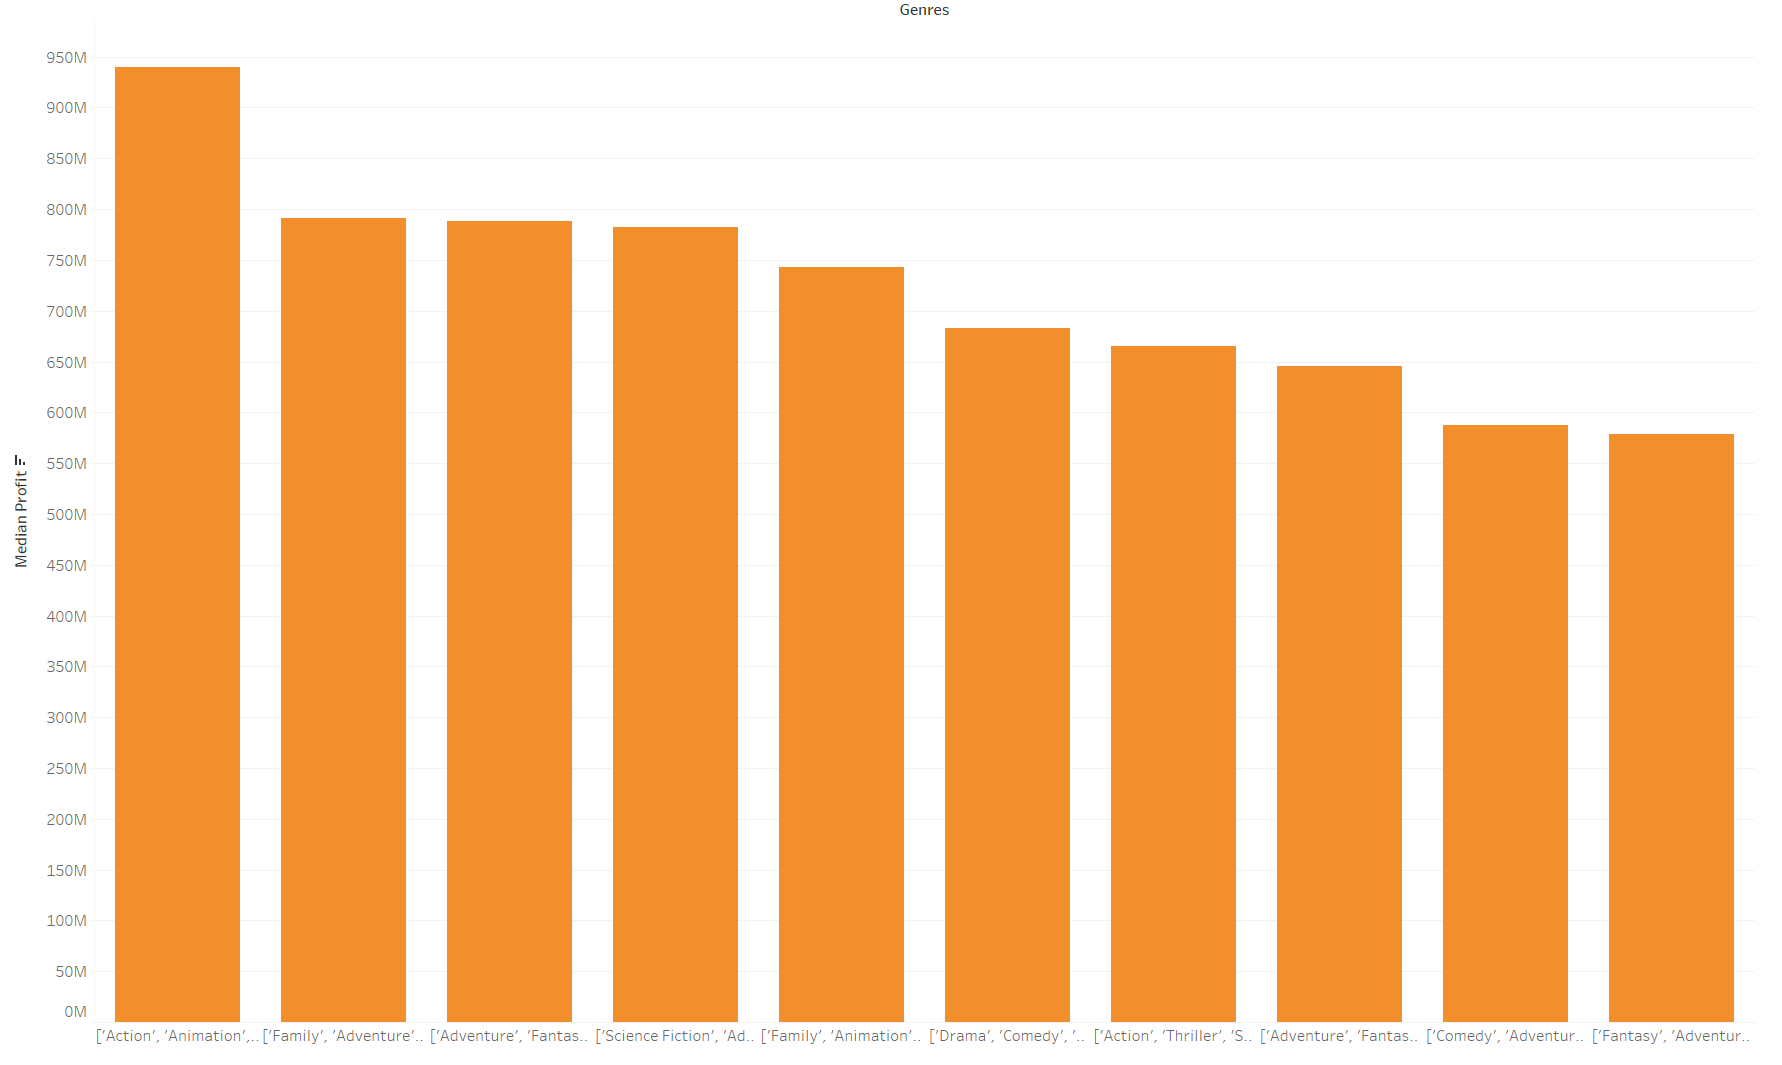 Genres
950M
900M
850M
800M
750M
700M
650M
600M
550M
500M
450M
400M
350M
300M
250M
200M
150M
100M
50M
0M
Median Profit
['Action', 'Animation',..
['Family', 'Adventure'..
['Adventure', 'Fantas..
['Science Fiction', 'Ad..
['Family', 'Animation'..
['Drama', 'Comedy', '..
['Action', 'Thriller', 'S..
['Adventure', 'Fantas..
['Comedy', 'Adventur..
['Fantasy', 'Adventur..